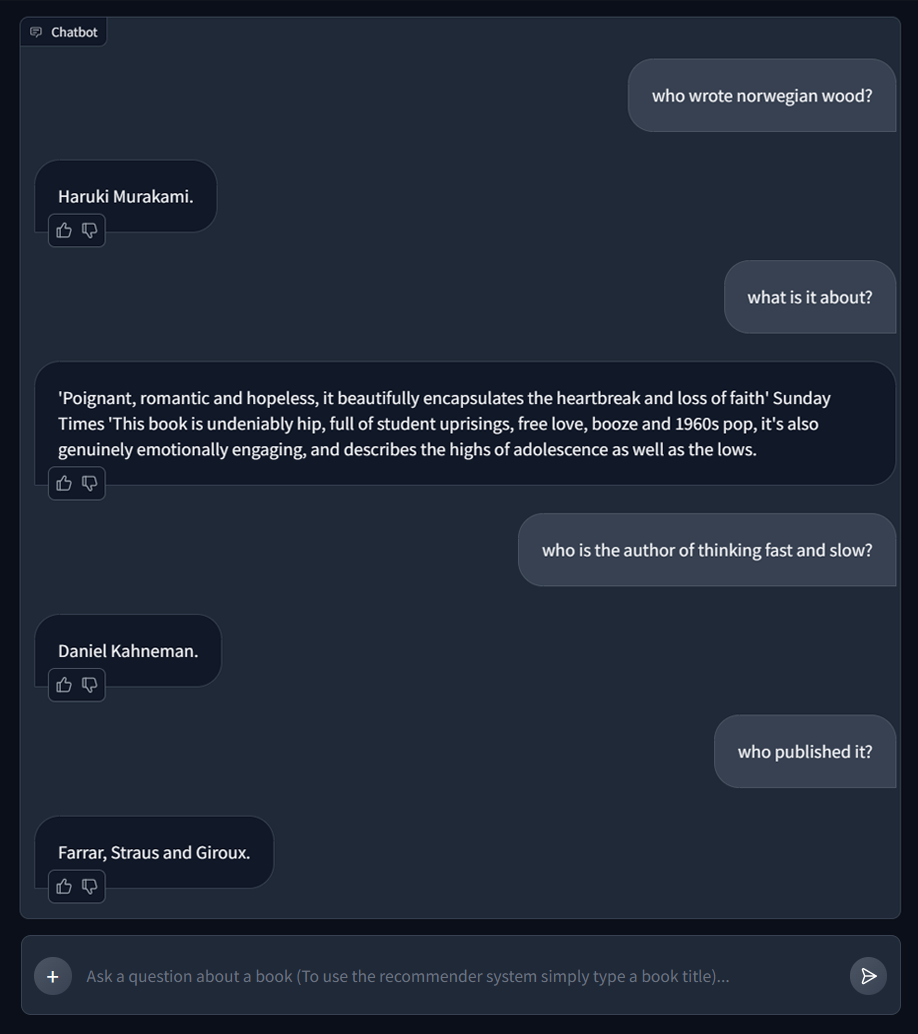 Chatbot
who wrote norwegian wood?
Haruki Murakami.
what is it about?
'Poignant, romantic and hopeless, it beautifully encapsulates the heartbreak and loss of faith' Sunday
Times 'This book is undeniably hip, full of student uprisings, free love, booze and 1960s pop, it's also
genuinely emotionally engaging, and describes the highs of adolescence as well as the lows.
who is the author of thinking fast and slow?
Daniel Kahneman.
who published it?
Farrar, Straus and Giroux.
Ask a question about a book (To use the recommender system simply type a book title)...